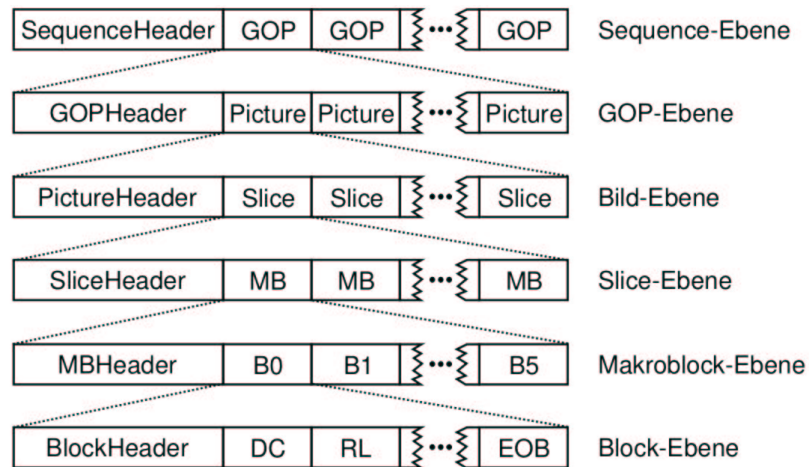 SequenceHeader GOP GOP ... GOP Sequence-Ebene
GOPHeader Picture Picture ... Picture GOP-Ebene
PictureHeader Slice Slice ... Slice Bild-Ebene
SliceHeader MB MB ... MB Slice-Ebene
MBHeader B0 B1 ... B5 Makroblock-Ebene
BlockHeader DC RL ... EOB Block-Ebene